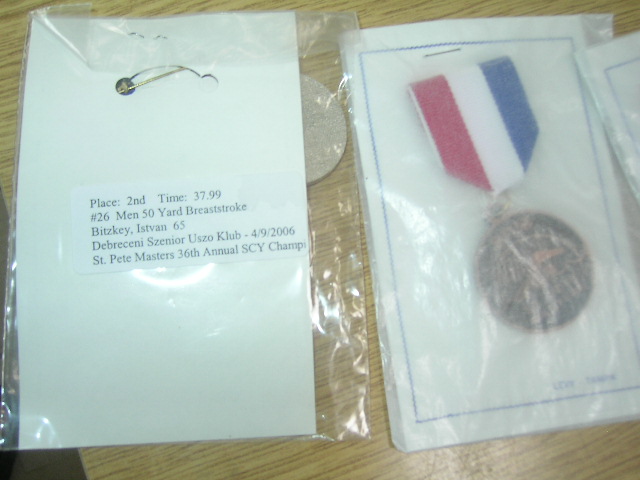 Place: 2nd Time: 37.99
#26 Men 50 Yard Breaststroke
Bitzkey, Istvan 65
Debreceni Szenior Uszo Klub - 4/9/2006
St. Pete Masters 36th Annual SCY Champi